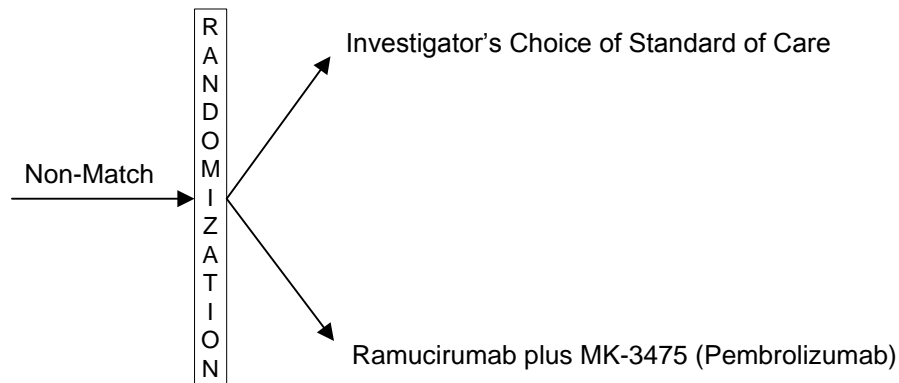 Non-Match
RANDOMIZATION
Investigator's Choice of Standard of Care
Ramucirumab plus MK-3475 (Pembrolizumab)